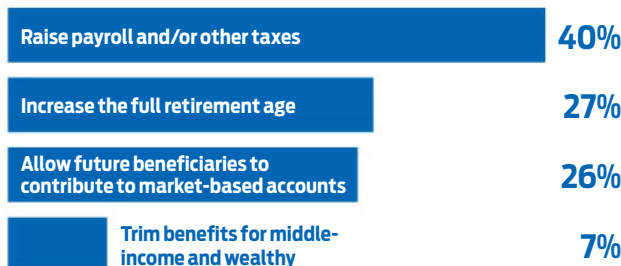 Raise payroll and/or other taxes 40%
Increase the full retirement age 27%
Allow future beneficiaries to
contribute to market-based accounts 26%
Trim benefits for middle-
income and wealthy 7%